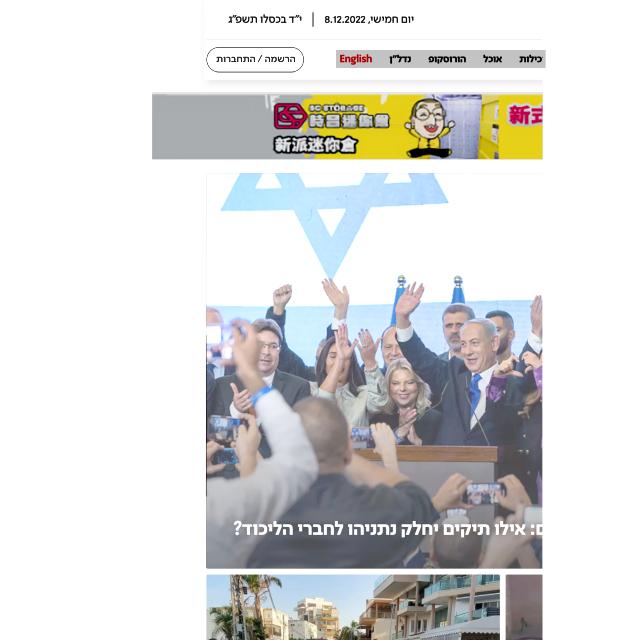 יום חמישי, 8.12.2022 | י"ד בכסלו תשפ"ג
רכילות אוכל הורוסקופ נדל"ן English
הרשמה / התחברות
SC STORAGE
時昌迷你倉
新派迷你倉
新式
אילו תיקים יחלק נתניהו לחברי הליכוד?